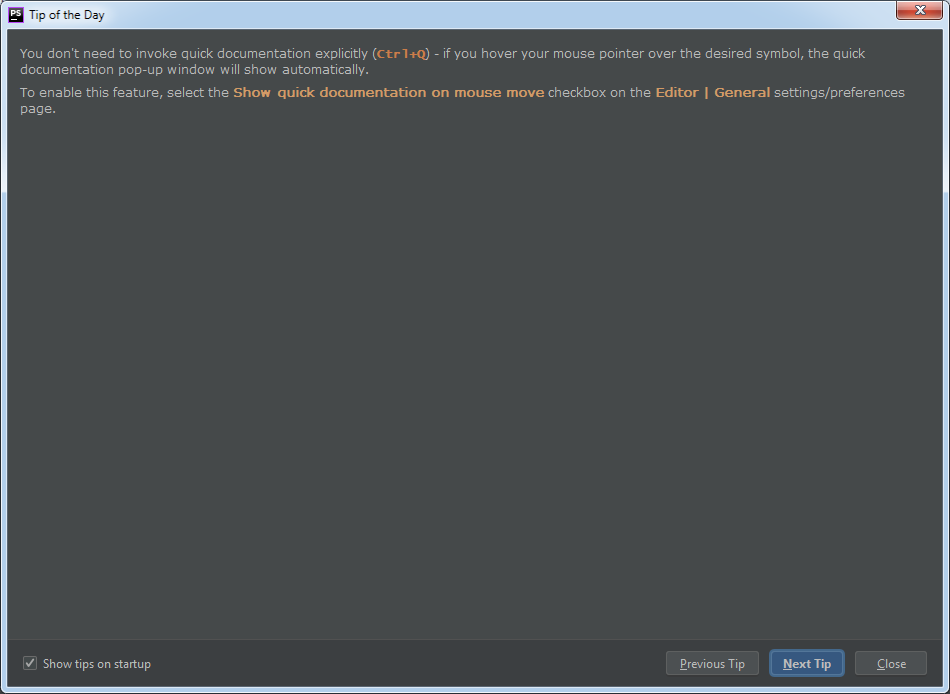 PS Tip of the Day
You don't need to invoke quick documentation explicitly (Ctrl+Q) - if you hover your mouse pointer over the desired symbol, the quick
documentation pop-up window will show automatically.
To enable this feature, select the Show quick documentation on mouse move checkbox on the Editor | General settings/preferences
page.
Show tips on startup
Previous Tip
Next Tip
Close